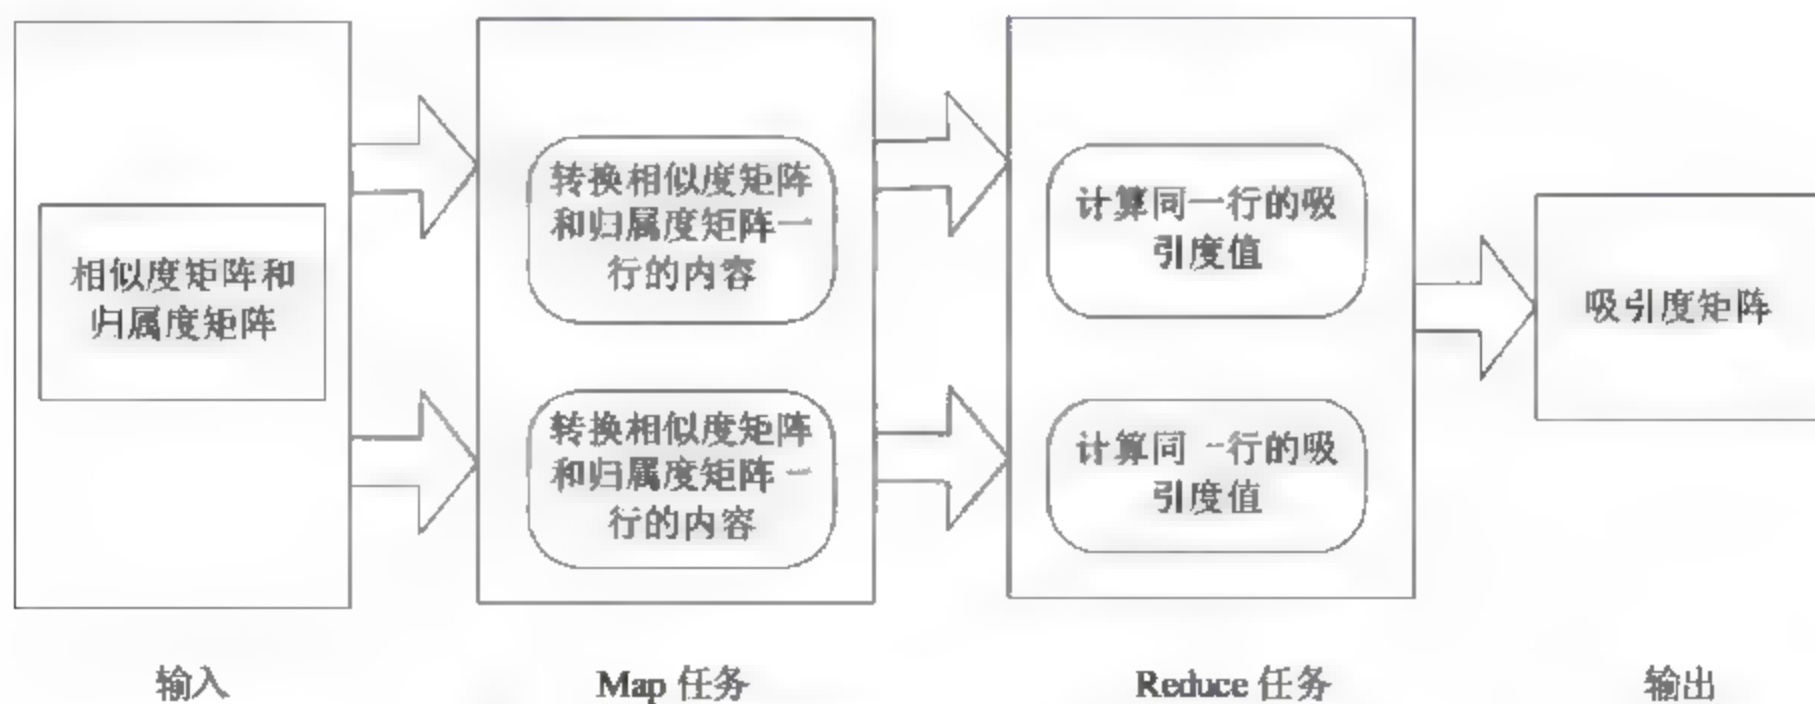 相似度矩阵和
归属度矩阵
转换相似度矩阵
和归属度矩阵一
行的内容
转换相似度矩阵
和归属度矩阵一
行的内容
计算同一行的吸
引度值
计算同一行的吸
引度值
吸引度矩阵
输入
Map 任务
Reduce 任务
输出